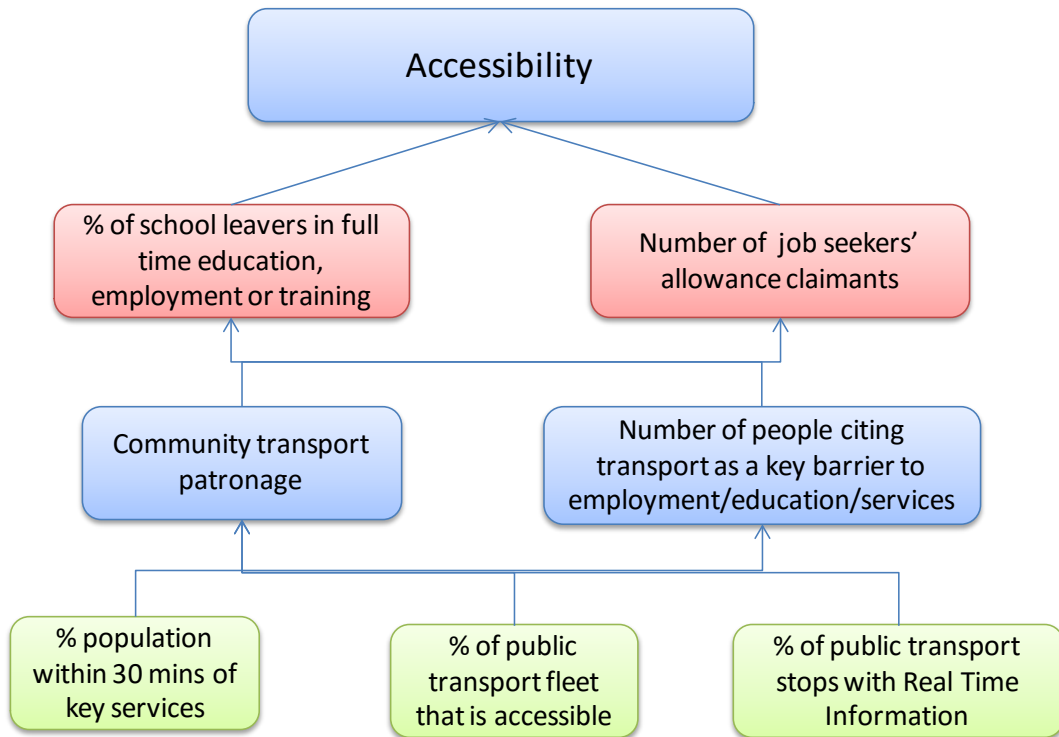 Accessibility
% of school leavers in full
time education,
employment or training
Number of job seekers’
allowance claimants
Community transport
patronage
Number of people citing
transport as a key barrier to
employment/education/services
% population
within 30 mins of
key services
% of public
transport fleet
that is accessible
% of public transport
stops with Real Time
Information